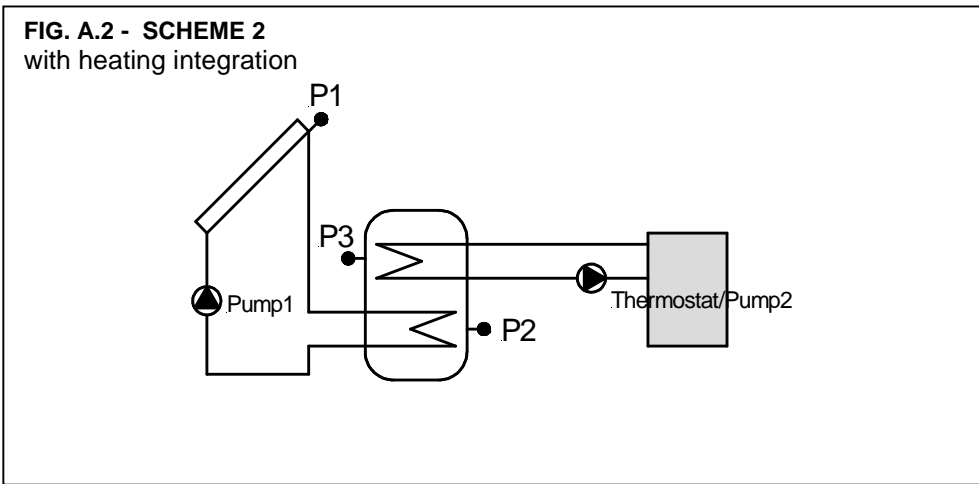 FIG. A.2 - SCHEME 2
with heating integration
P1
P3
Pump1
Thermostat/Pump2
P2